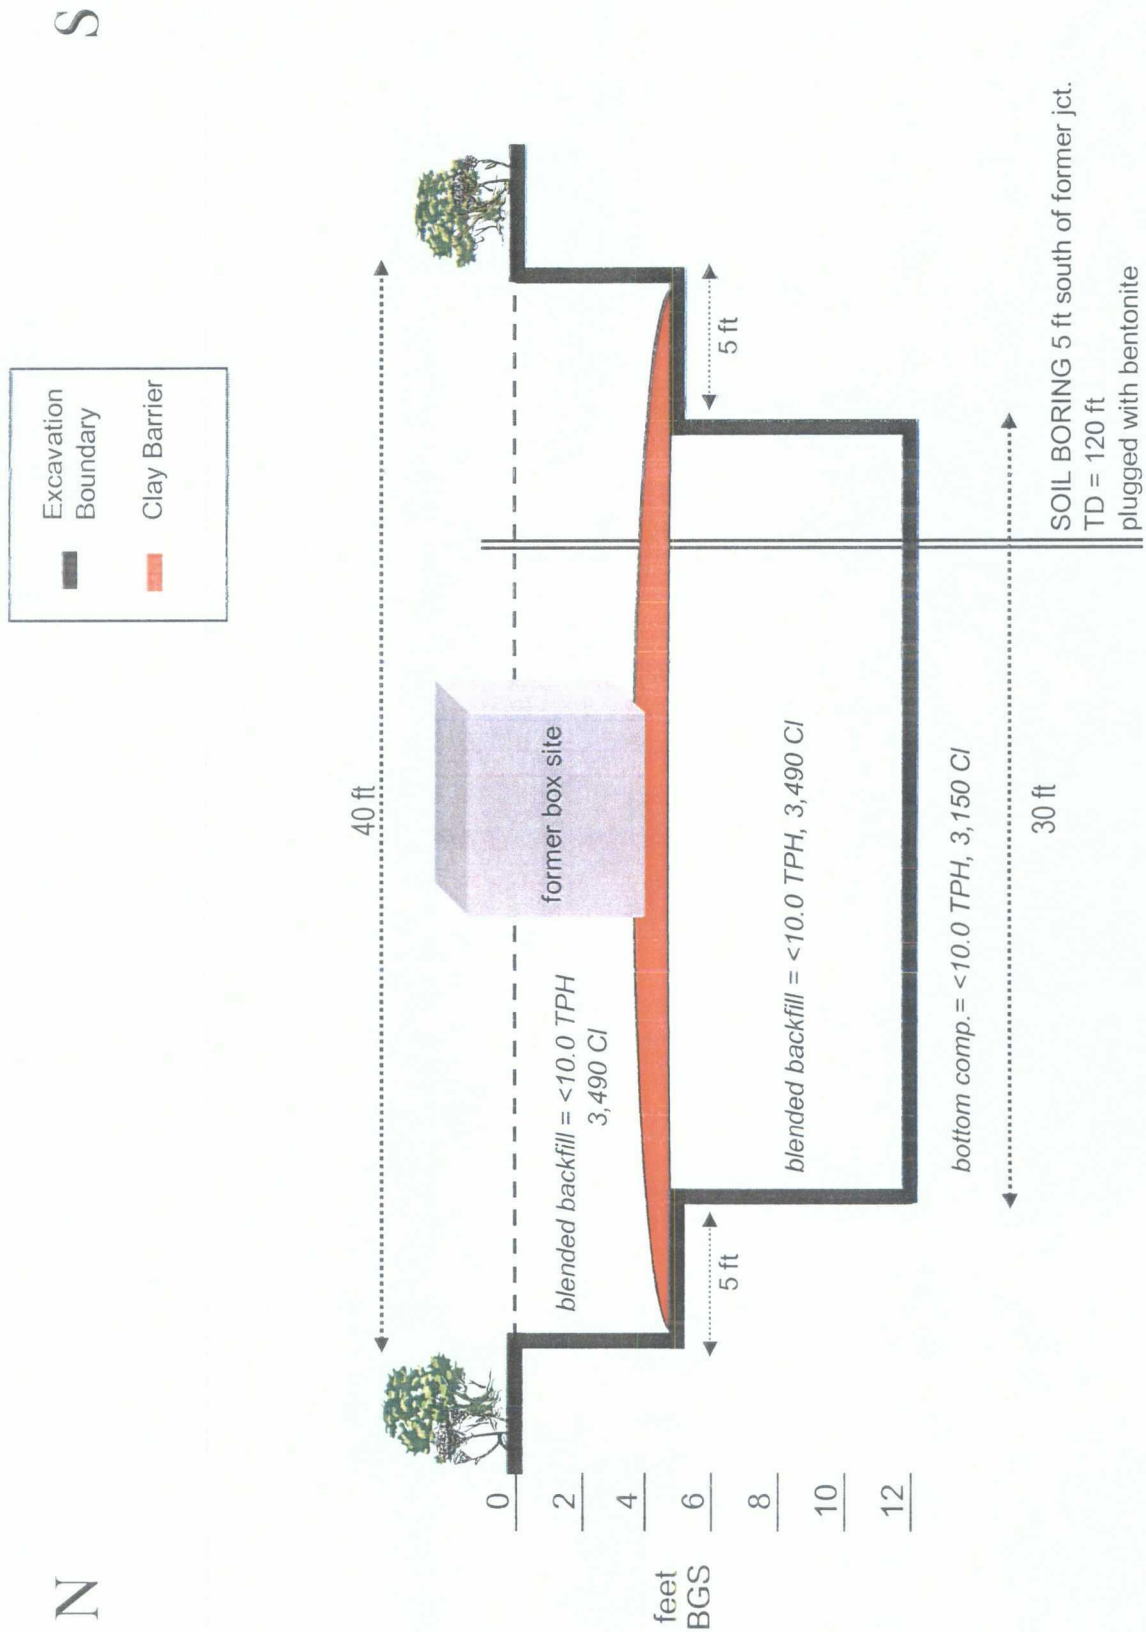 N
S
Excavation
Boundary
Clay Barrier
40 ft
former box site
blended backfill = <10.0 TPH
3,490 Cl
5 ft
5 ft
blended backfill = <10.0 TPH, 3,490 Cl
bottom comp.= <10.0 TPH, 3,150 Cl
30 ft
feet
BGS
0
2
4
6
8
10
12
SOIL BORING 5 ft south of former jct.
TD = 120 ft
plugged with bentonite